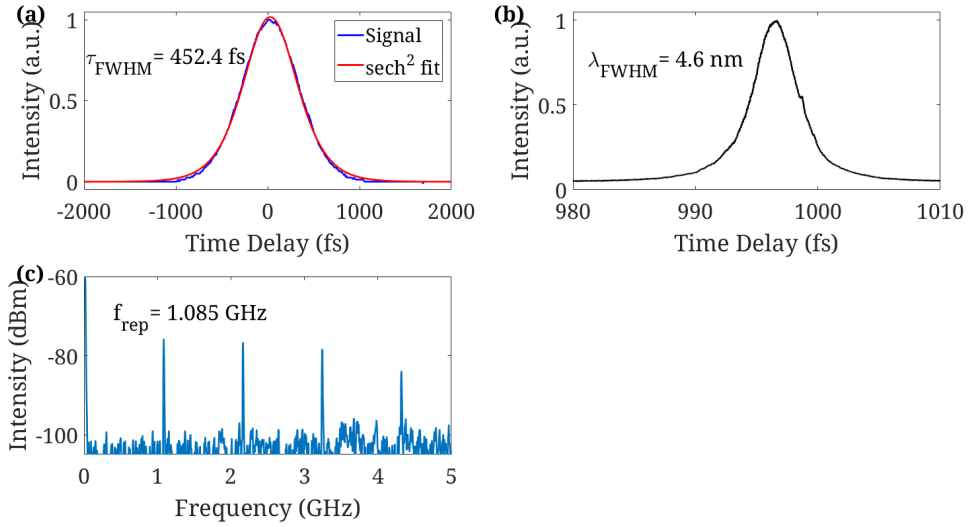 (a)
Intensity (a.u.)
1
0.5
0
τFWHM= 452.4 fs
Signal
sech² fit
-2000
-1000
0
1000
2000
Time Delay (fs)
(b)
Intensity (a.u.)
1
0.5
0
λFWHM= 4.6 nm
980
990
1000
1010
Time Delay (fs)
(c)
Intensity (dBm)
-60
-80
-100
frep= 1.085 GHz
0
1
2
3
4
5
Frequency (GHz)